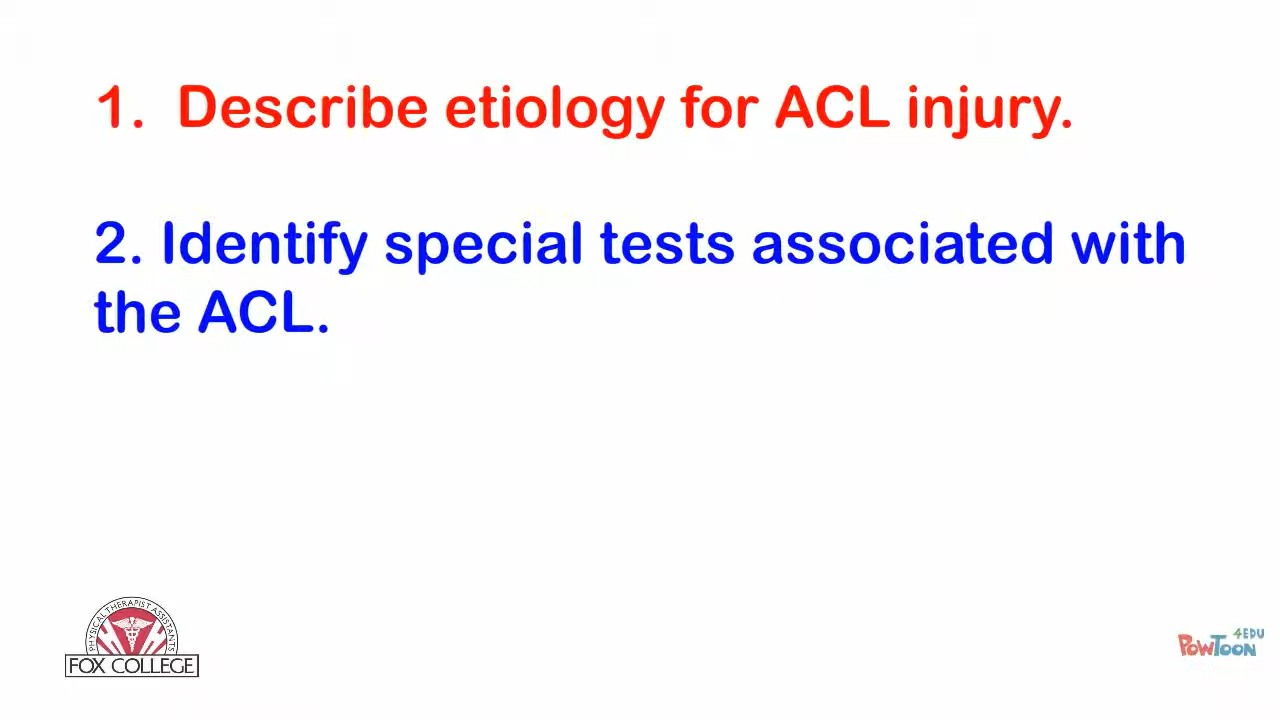 1. Describe etiology for ACL injury.
2. Identify special tests associated with
the ACL.
PHYSICAL THERAPIST ASSISTANTS
FOX COLLEGE
4EDU
POWTOON